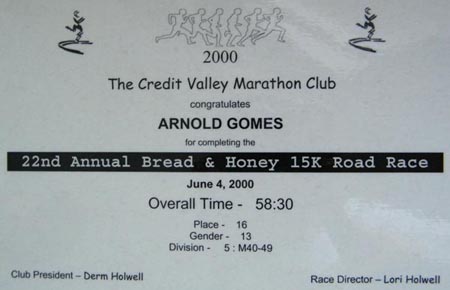 2000
The Credit Valley Marathon Club
congratulates
ARNOLD GOMES
for completing the
22nd Annual Bread & Honey 15K Road Race
June 4, 2000
Overall Time - 58:30
Place - 16
Gender - 13
Division - 5 : M40-49
Club President – Derm Holwell
Race Director – Lori Holwell